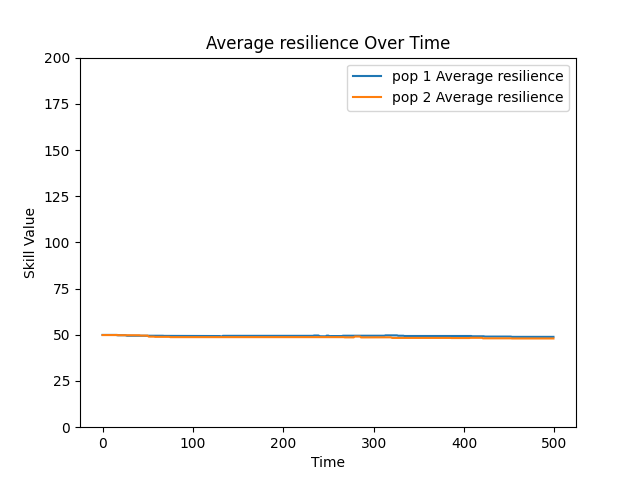 Average resilience Over Time
pop 1 Average resilience
pop 2 Average resilience
Skill Value
200
175
150
125
100
75
50
25
0
0 100 200 300 400 500
Time